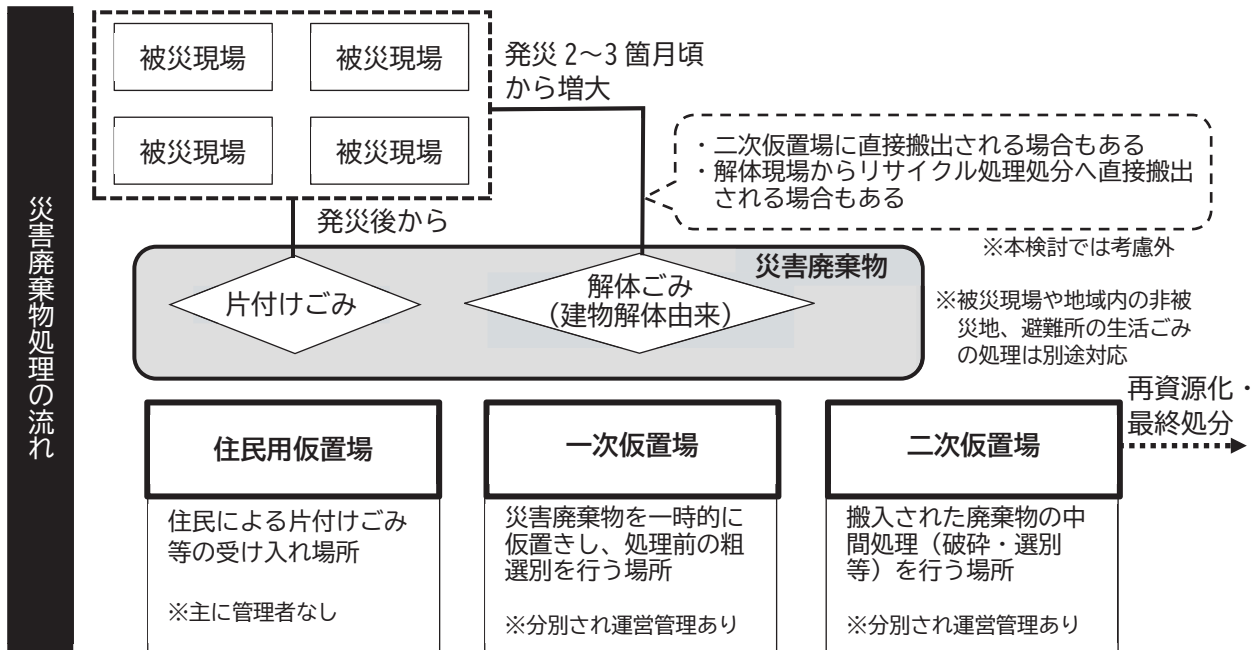 災害廃棄物処理の流れ
被災現場
被災現場
被災現場
被災現場
発災 2～3 箇月頃
から増大
・二次仮置場に直接搬出される場合もある
・解体現場からリサイクル処理処分へ直接搬出
される場合もある
※本検討では考慮外
発災後から
災害廃棄物
片付けごみ
解体ごみ
（建物解体由来）
※被災現場や地域内の非被
災地、避難所の生活ごみ
の処理は別途対応
再資源化・
最終処分
住民用仮置場
住民による片付けごみ
等の受け入れ場所
※主に管理者なし
一次仮置場
災害廃棄物を一時的に
仮置きし、処理前の粗
選別を行う場所
※分別され運営管理あり
二次仮置場
搬入された廃棄物の中
間処理（破砕・選別
等）を行う場所
※分別され運営管理あり